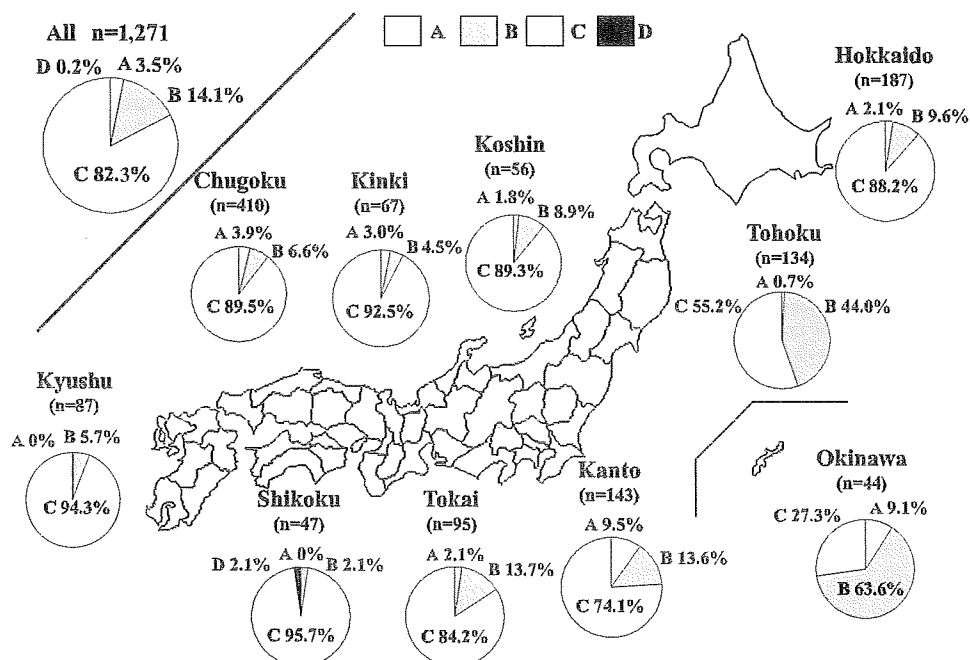 All n=1,271
D 0.2%
A 3.5%
B 14.1%
C 82.3%
A
B
C
D
Hokkaido
(n=187)
A 2.1%
B 9.6%
C 88.2%
Koshin
(n=56)
A 1.8%
B 8.9%
C 89.3%
Chugoku
(n=410)
A 3.9%
B 6.6%
C 89.5%
Kinki
(n=67)
A 3.0%
B 4.5%
C 92.5%
Tohoku
(n=134)
A 0.7%
C 55.2%
B 44.0%
Kyushu
(n=87)
A 0%
B 5.7%
C 94.3%
Shikoku
(n=47)
D 2.1%
A 0%
B 2.1%
C 95.7%
Tokai
(n=95)
A 2.1%
B 13.7%
C 84.2%
Kanto
(n=143)
A 9.5%
B 13.6%
C 74.1%
Okinawa
(n=44)
C 27.3%
A 9.1%
B 63.6%